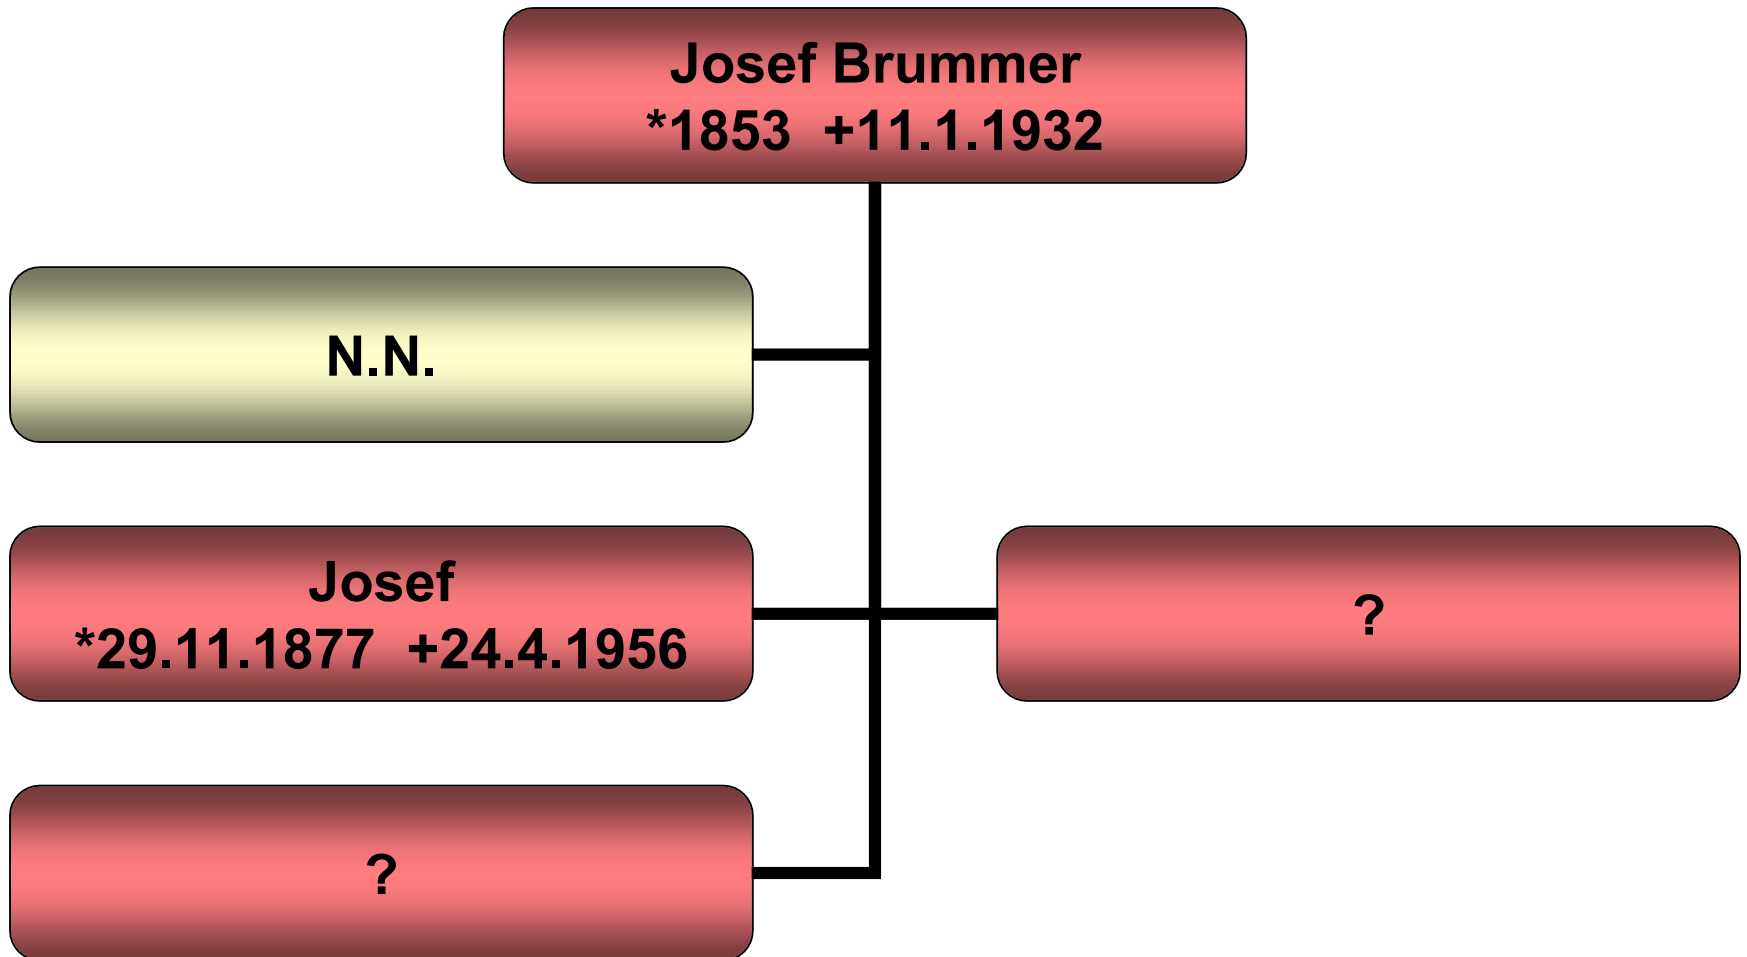 Josef Brummer
*1853 +11.1.1932
N.N.
Josef
*29.11.1877 +24.4.1956
?
?